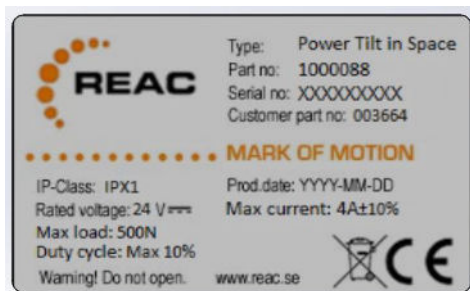 REAC
Type: Power Tilt in Space
Part no: 1000088
Serial no: XXXXXXXXX
Customer part no: 003664
MARK OF MOTION
IP-Class: IPX1
Rated voltage: 24 V
Max load: 500N
Duty cycle: Max 10%
Warning! Do not open.
Prod.date: YYYY-MM-DD
Max current: 4A±10%
www.reac.se
CE